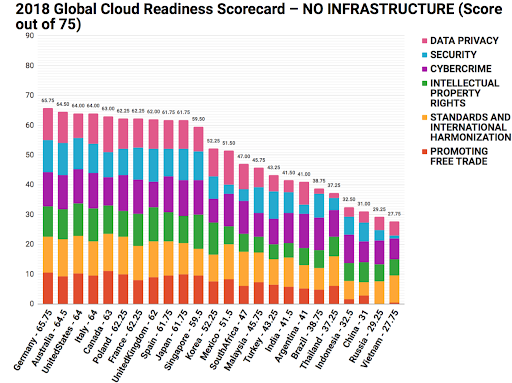 2018 Global Cloud Readiness Scorecard – NO INFRASTRUCTURE (Score
out of 75)
90
80
70
60
50
40
30
20
10
0
65.75
64.50
64.00
64.00
63.00
62.25
62.25
62.00
61.75
61.75
59.50
52.25
51.50
47.00
45.75
43.25
41.50
41.00
38.75
37.25
32.50
31.00
29.25
27.75
Germany - 65.75
Australia - 64.5
UnitedStates - 64
Italy - 64
Canada - 63
Poland - 62.25
France - 62.25
UnitedKingdom - 62
Spain - 61.75
Japan - 61.75
Singapore - 59.5
Korea - 52.25
Mexico - 51.5
SouthAfrica - 47
Malaysia - 45.75
Turkey - 43.25
India - 41.5
Argentina - 41
Brazil - 38.75
Thailand - 37.25
Indonesia - 32.5
China - 31
Russia - 29.25
Vietnam - 27.75
DATA PRIVACY
SECURITY
CYBERCRIME
INTELLECTUAL
PROPERTY
RIGHTS
STANDARDS AND
INTERNATIONAL
HARMONIZATION
PROMOTING
FREE TRADE